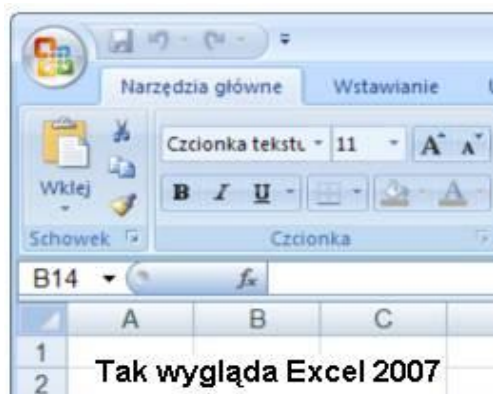 Narzędzia główne Wstawianie
Czcionka tekstu 11 A A
Wklej
B I U A
Schowek Czcionka
B14 fx
A B C
1
2 Tak wygląda Excel 2007